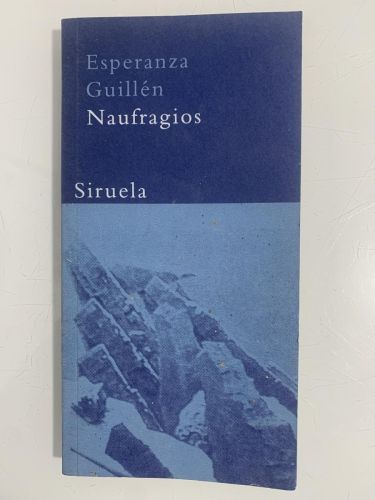 Esperanza
Guillén
Naufragios
Siruela